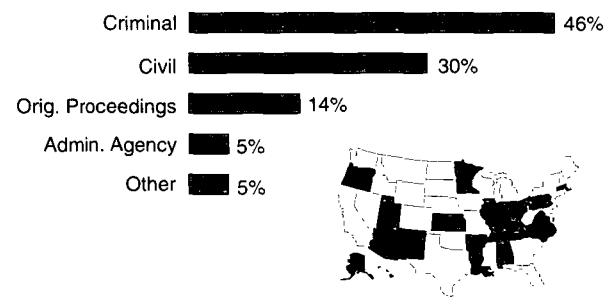 Criminal 46%
Civil 30%
Orig. Proceedings 14%
Admin. Agency 5%
Other 5%